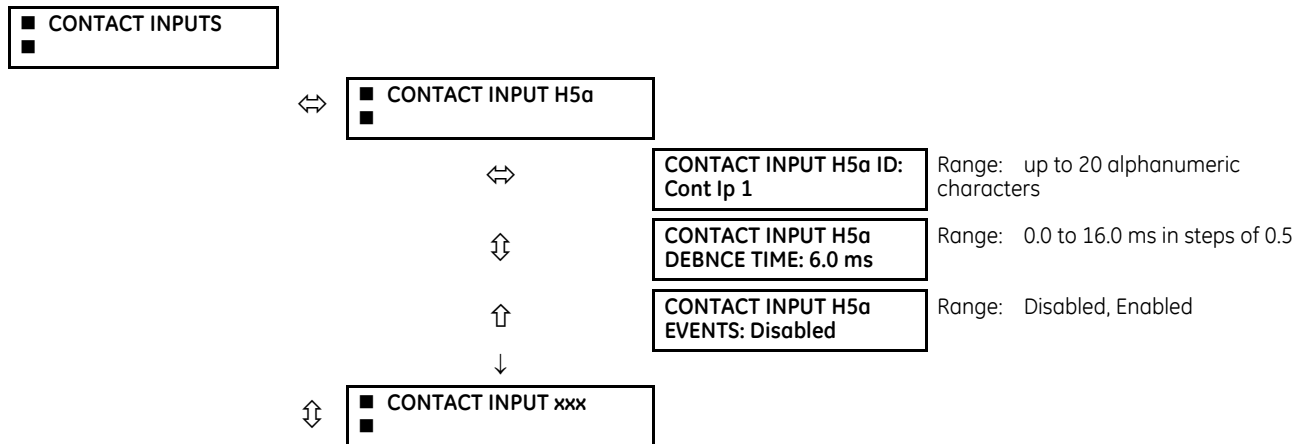 ■ CONTACT INPUTS
■
■ CONTACT INPUT H5a
■
CONTACT INPUT H5a ID:
Cont Ip 1
Range: up to 20 alphanumeric
characters
CONTACT INPUT H5a
DEBNCE TIME: 6.0 ms
Range: 0.0 to 16.0 ms in steps of 0.5
CONTACT INPUT H5a
EVENTS: Disabled
Range: Disabled, Enabled
■ CONTACT INPUT xxx
■